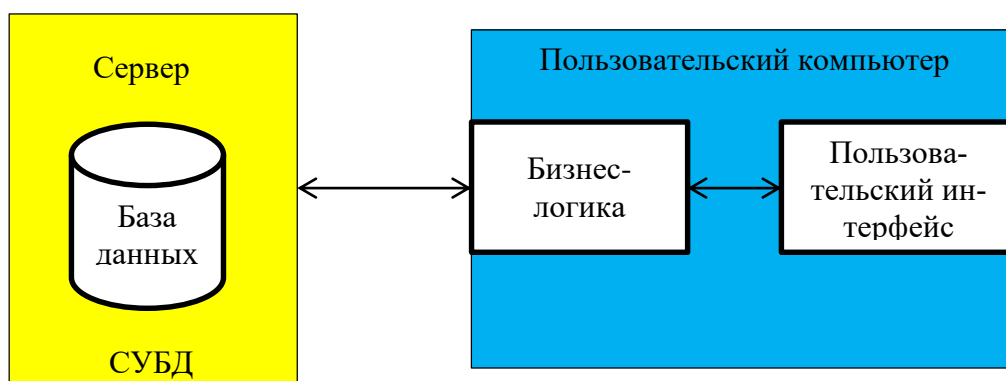 Сервер
База
данных
СУБД
Пользовательский компьютер
Бизнес-
логика
Пользова-
тельский ин-
терфейс